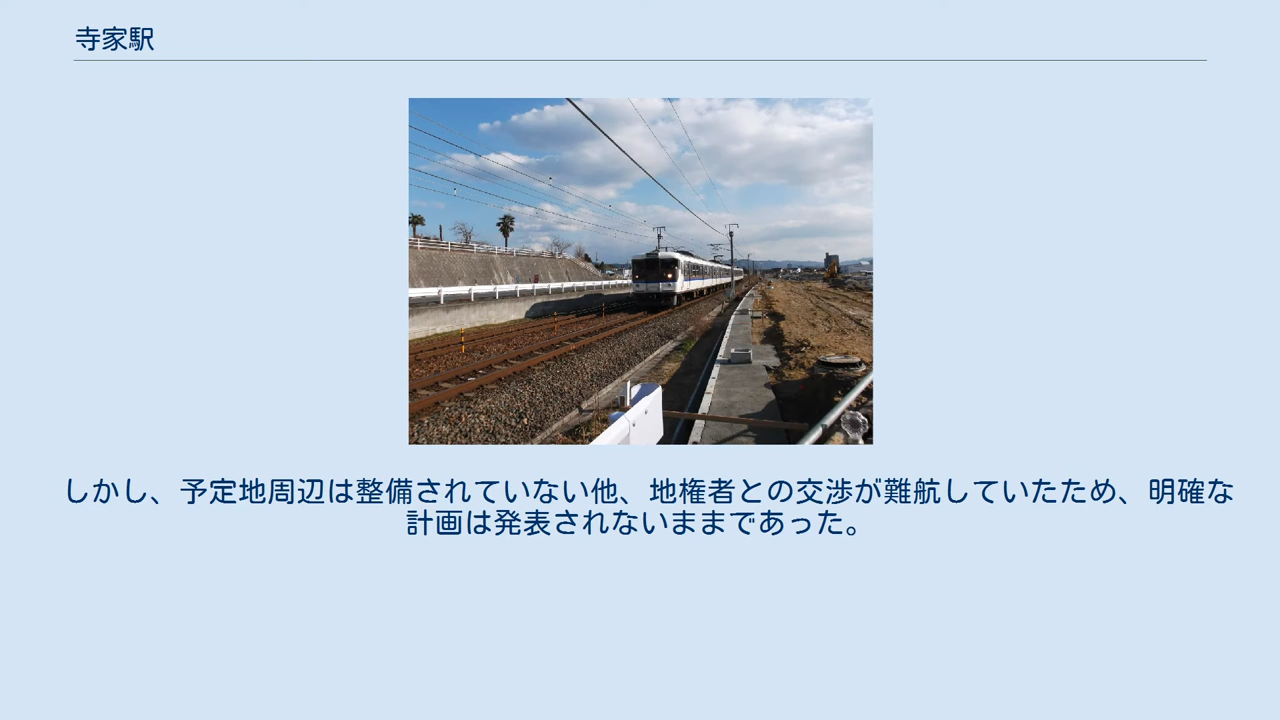 寺家駅
しかし、予定地周辺は整備されていない他、地権者との交渉が難航していたため、明確な
計画は発表されないままであった。